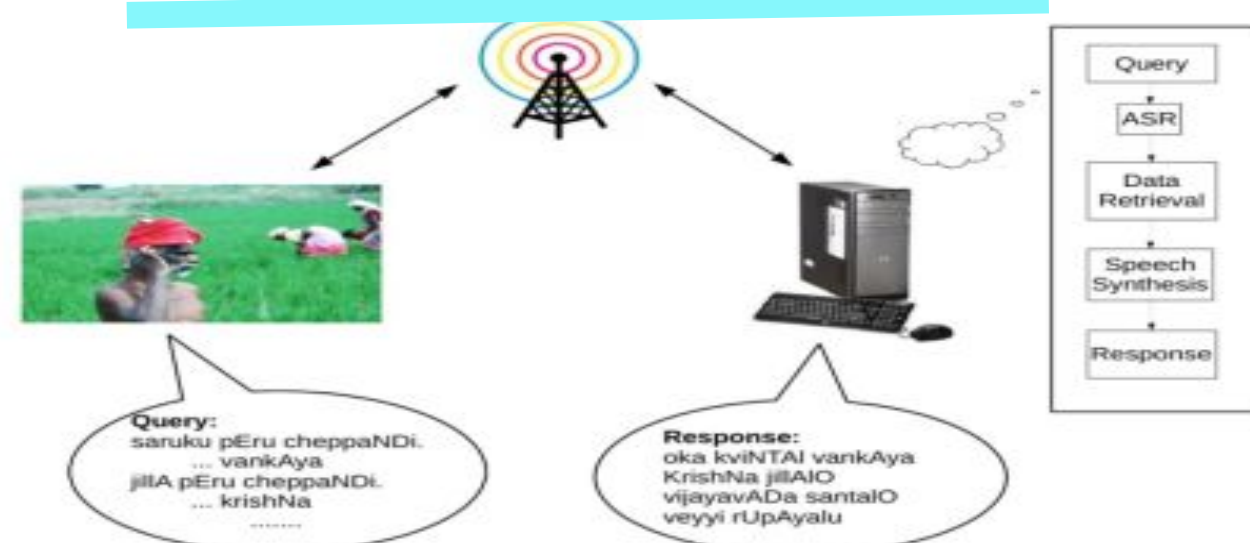 Query
ASR
Data
Retrieval
Speech
Synthesis
Response
Query:
saruku pEru cheppaNDi.
... vankAya
jillA pEru cheppaNDi.
... krishNa
.......
Response:
oka kviNTAl vankAya
KrishNa jillAlO
vijayavADa santalO
veyyi rUpAyalu